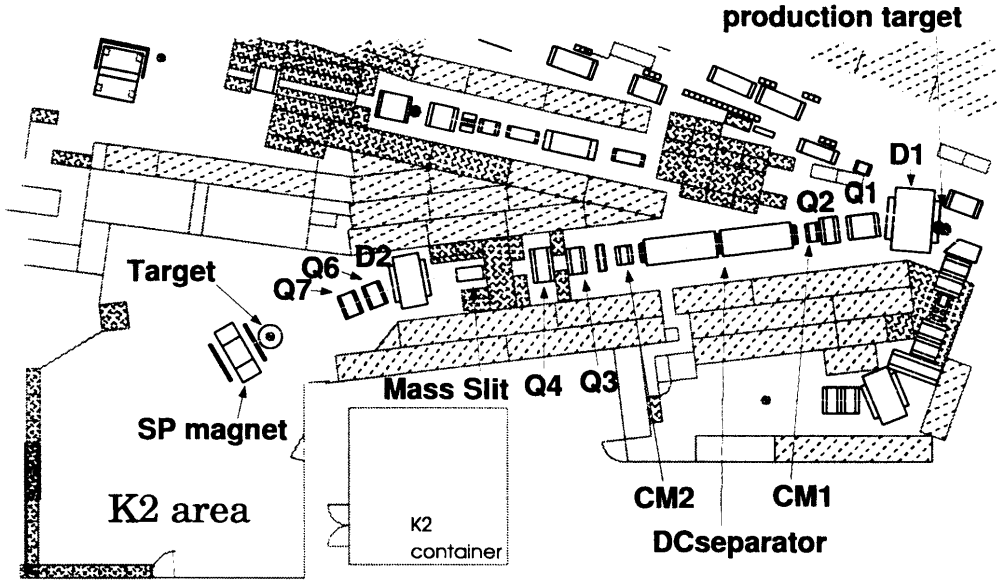 production target
D1
Q2
Q1
D2
Q6
Q7
Target
Mass Slit
Q4
Q3
SP magnet
CM2
CM1
K2 area
K2
container
DCseparator